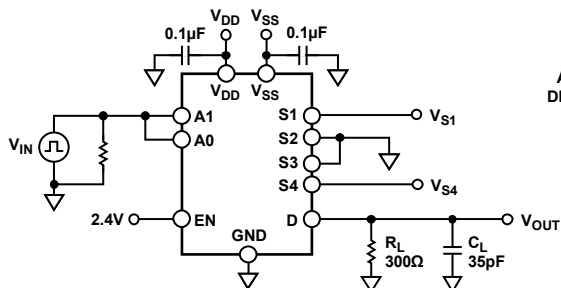 V_DD V_SS
0.1µF 0.1µF
V_DD V_SS
A1 S1 V_S1
A0 S2
V_IN S3
S4 V_S4
2.4V EN D V_OUT
GND
R_L 300Ω
C_L 35pF
A